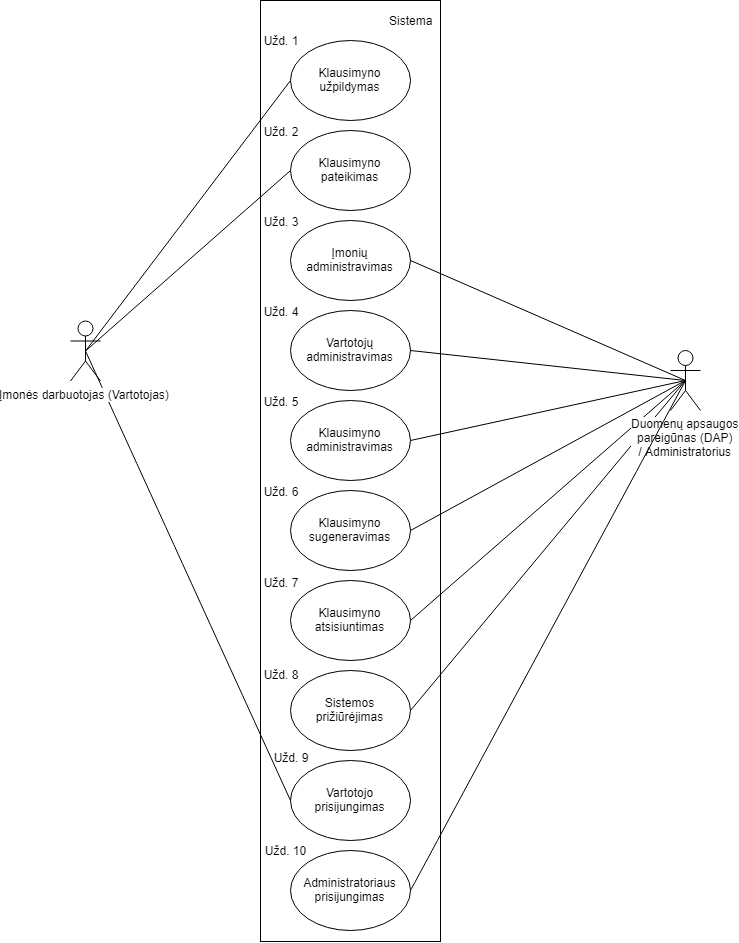 Sistema
Užd. 1
Klausimyno
užpildymas
Užd. 2
Klausimyno
pateikimas
Užd. 3
Įmonių
administravimas
Užd. 4
Vartotojų
administravimas
Įmonės darbuotojas (Vartotojas)
Užd. 5
Klausimyno
administravimas
Duomenų apsaugos
pareigūnas (DAP)
/ Administratorius
Užd. 6
Klausimyno
sugeneravimas
Užd. 7
Klausimyno
atsisiuntimas
Užd. 8
Sistemos
prižiūrėjimas
Užd. 9
Vartotojo
prisijungimas
Užd. 10
Administratoriaus
prisijungimas